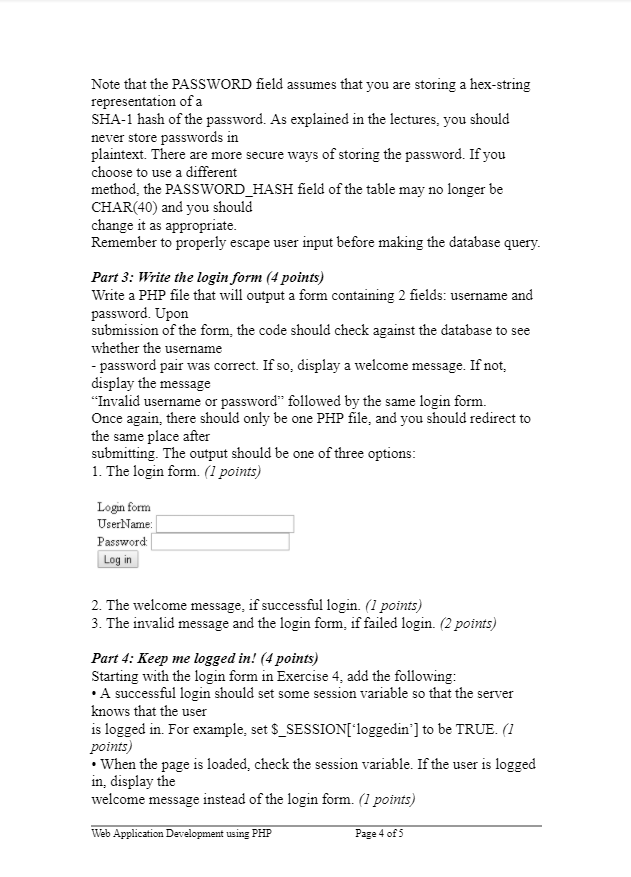 Note that the PASSWORD field assumes that you are storing a hex-string
representation of a
SHA-1 hash of the password. As explained in the lectures, you should
never store passwords in
plaintext. There are more secure ways of storing the password. If you
choose to use a different
method, the PASSWORD_HASH field of the table may no longer be
CHAR(40) and you should
change it as appropriate.
Remember to properly escape user input before making the database query.
Part 3: Write the login form (4 points)
Write a PHP file that will output a form containing 2 fields: username and
password. Upon
submission of the form, the code should check against the database to see
whether the username
- password pair was correct. If so, display a welcome message. If not,
display the message
“Invalid username or password” followed by the same login form.
Once again, there should only be one PHP file, and you should redirect to
the same place after
submitting. The output should be one of three options:
1. The login form. (1 points)
Login form
UserName:
Password:
Log in
2. The welcome message, if successful login. (1 points)
3. The invalid message and the login form, if failed login. (2 points)
Part 4: Keep me logged in! (4 points)
Starting with the login form in Exercise 4, add the following:
• A successful login should set some session variable so that the server
knows that the user
is logged in. For example, set $_SESSION[‘loggedin’] to be TRUE. (1
points)
• When the page is loaded, check the session variable. If the user is logged
in, display the
welcome message instead of the login form. (1 points)
Web Application Development using PHP Page 4 of 5